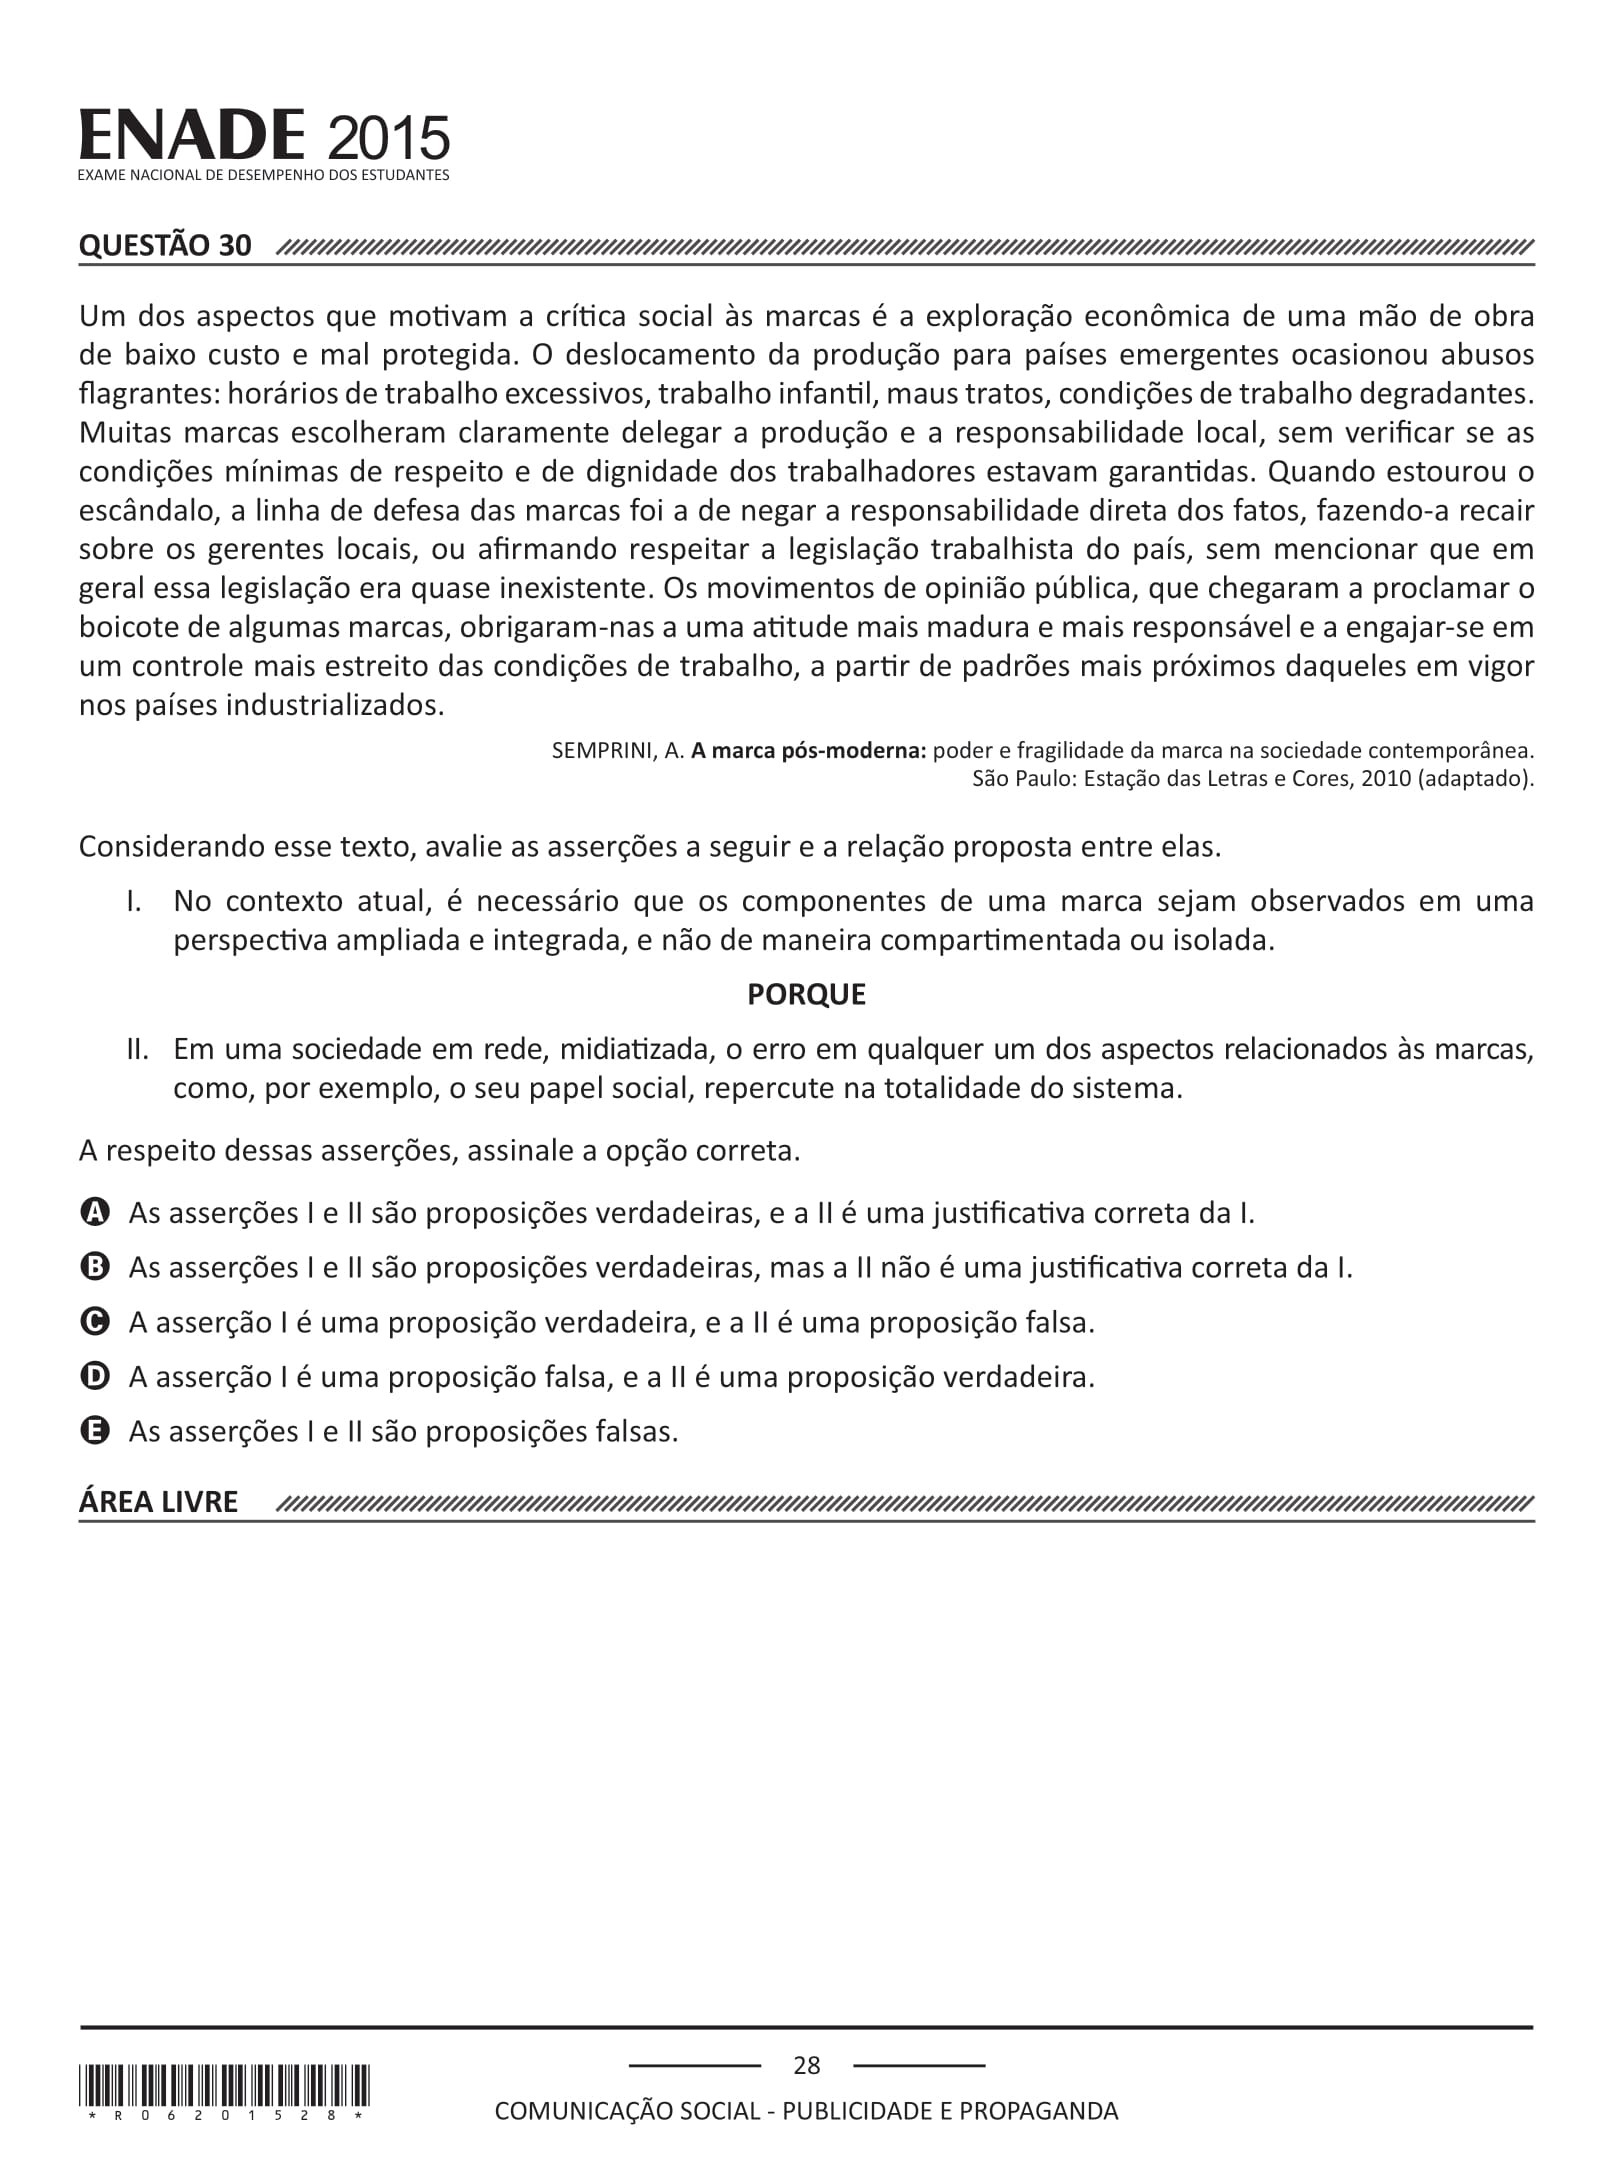 ENADE 2015
EXAME NACIONAL DE DESEMPENHO DOS ESTUDANTES
QUESTÃO 30
Um dos aspectos que motivam a crítica social às marcas é a exploração econômica de uma mão de obra
de baixo custo e mal protegida. O deslocamento da produção para países emergentes ocasionou abusos
flagrantes: horários de trabalho excessivos, trabalho infantil, maus tratos, condições de trabalho degradantes.
Muitas marcas escolheram claramente delegar a produção e a responsabilidade local, sem verificar se as
condições mínimas de respeito e de dignidade dos trabalhadores estavam garantidas. Quando estourou o
escândalo, a linha de defesa das marcas foi a de negar a responsabilidade direta dos fatos, fazendo-a recair
sobre os gerentes locais, ou afirmando respeitar a legislação trabalhista do país, sem mencionar que em
geral essa legislação era quase inexistente. Os movimentos de opinião pública, que chegaram a proclamar o
boicote de algumas marcas, obrigaram-nas a uma atitude mais madura e mais responsável e a engajar-se em
um controle mais estreito das condições de trabalho, a partir de padrões mais próximos daqueles em vigor
nos países industrializados.
SEMPRINI, A. A marca pós-moderna: poder e fragilidade da marca na sociedade contemporânea.
São Paulo: Estação das Letras e Cores, 2010 (adaptado).
Considerando esse texto, avalie as asserções a seguir e a relação proposta entre elas.
I. No contexto atual, é necessário que os componentes de uma marca sejam observados em uma
perspectiva ampliada e integrada, e não de maneira compartimentada ou isolada.
PORQUE
II. Em uma sociedade em rede, midiatizada, o erro em qualquer um dos aspectos relacionados às marcas,
como, por exemplo, o seu papel social, repercute na totalidade do sistema.
A respeito dessas asserções, assinale a opção correta.
A As asserções I e II são proposições verdadeiras, e a II é uma justificativa correta da I.
B As asserções I e II são proposições verdadeiras, mas a II não é uma justificativa correta da I.
C A asserção I é uma proposição verdadeira, e a II é uma proposição falsa.
D A asserção I é uma proposição falsa, e a II é uma proposição verdadeira.
E As asserções I e II são proposições falsas.
ÁREA LIVRE
28
*R06201528*
COMUNICAÇÃO SOCIAL - PUBLICIDADE E PROPAGANDA